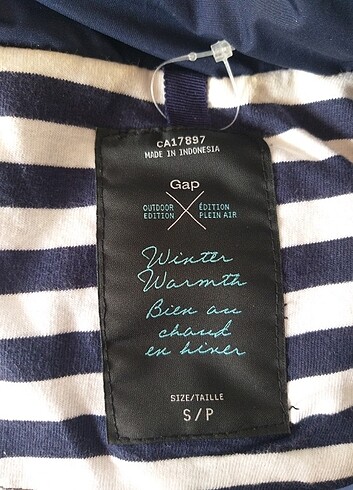 CA17897
MADE IN INDONESIA
Gap
OUTDOOR ÉDITION
EDITION PLEIN AIR
Winter
Warmth
Bien au
chaud
en hiver
SIZE/TAILLE
S/P